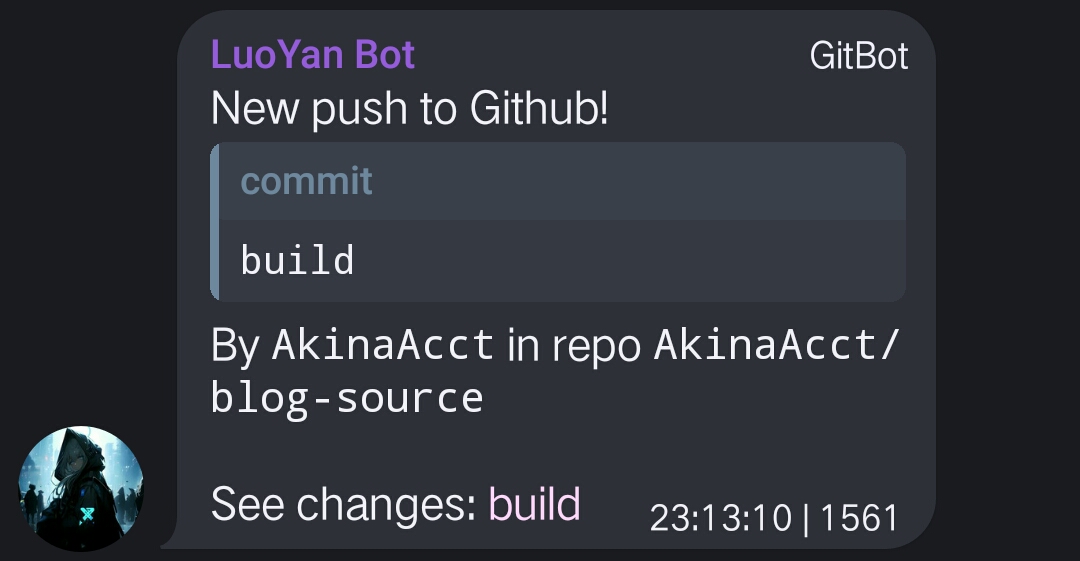 LuoYan Bot GitBot
New push to Github!
commit
build
By AkinaAcct in repo AkinaAcct/
blog-source
See changes: build
23:13:10 | 1561